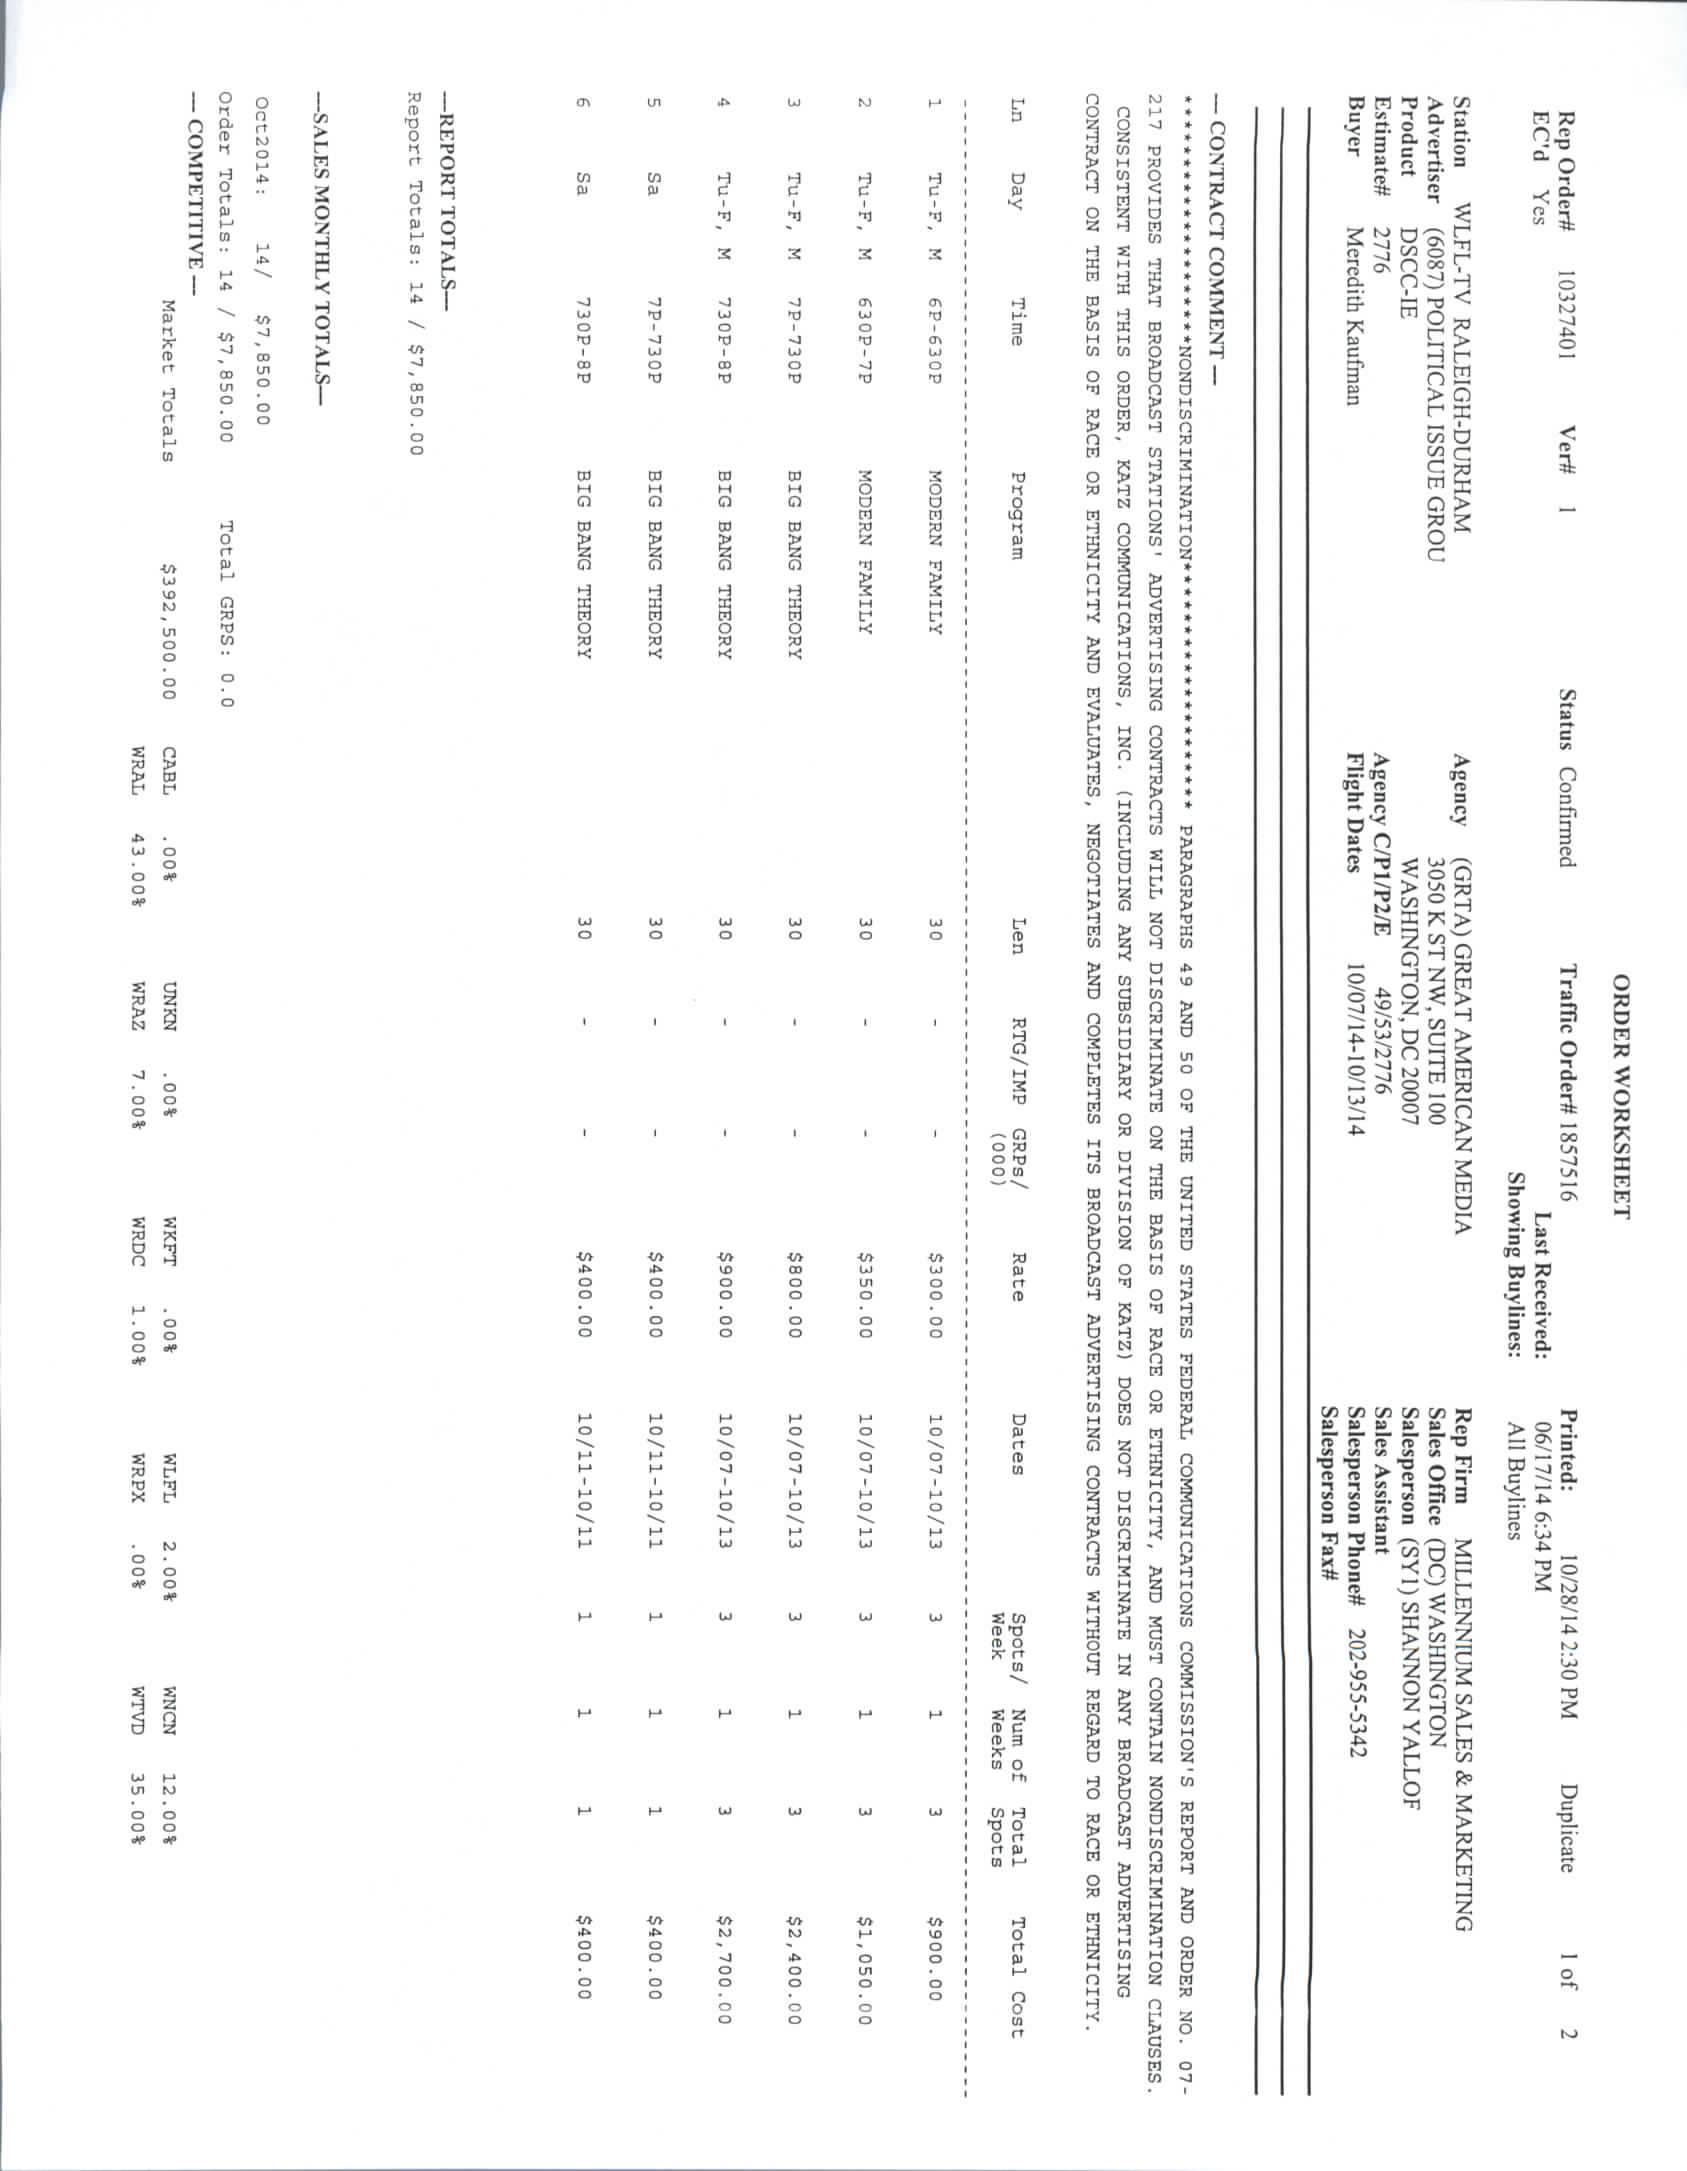 ORDER WORKSHEET
Rep Order# 10327401 Ver# 1 Status Confirmed Traffic Order# 1857516 Printed: 10/28/14 2:30 PM Duplicate 1 of 2
EC'd Yes Last Received: 06/17/14 6:34 PM
Showing Buylines: All Buylines
Station WLFL-TV RALEIGH-DURHAM Agency (GRTA) GREAT AMERICAN MEDIA Rep Firm MILLENNIUM SALES & MARKETING
Advertiser (6087) POLITICAL ISSUE GROU 3050 K ST NW, SUITE 100 Sales Office (DC) WASHINGTON
Product DSCC-IE WASHINGTON, DC 20007 Salesperson (SY1) SHANNON YALLOF
Estimate# 2776 Agency C/P1/P2/E 49/53/2776 Sales Assistant
Buyer Meredith Kaufman Flight Dates 10/07/14-10/13/14 Salesperson Phone# 202-955-5342
Salesperson Fax#
— CONTRACT COMMENT —
***************************NONDISCRIMINATION*************************** PARAGRAPHS 49 AND 50 OF THE UNITED STATES FEDERAL COMMUNICATIONS COMMISSION'S REPORT AND ORDER NO. 07-
217 PROVIDES THAT BROADCAST STATIONS' ADVERTISING CONTRACTS WILL NOT DISCRIMINATE ON THE BASIS OF RACE OR ETHNICITY, AND MUST CONTAIN NONDISCRIMINATION CLAUSES.
CONSISTENT WITH THIS ORDER, KATZ COMMUNICATIONS, INC. (INCLUDING ANY SUBSIDIARY OR DIVISION OF KATZ) DOES NOT DISCRIMINATE IN ANY BROADCAST ADVERTISING
CONTRACT ON THE BASIS OF RACE OR ETHNICITY AND EVALUATES, NEGOTIATES AND COMPLETES ITS BROADCAST ADVERTISING CONTRACTS WITHOUT REGARD TO RACE OR ETHNICITY.
Ln Day Time Program Len RTG/IMP GRPs/ Rate Dates Spots/ Num of Total Total Cost
(000) Week Weeks Spots
1 Tu-F, M 6P-630P MODERN FAMILY 30 - - $300.00 10/07-10/13 3 1 3 $900.00
2 Tu-F, M 630P-7P MODERN FAMILY 30 - - $350.00 10/07-10/13 3 1 3 $1,050.00
3 Tu-F, M 7P-730P BIG BANG THEORY 30 - - $800.00 10/07-10/13 3 1 3 $2,400.00
4 Tu-F, M 730P-8P BIG BANG THEORY 30 - - $900.00 10/07-10/13 3 1 3 $2,700.00
5 Sa 7P-730P BIG BANG THEORY 30 - - $400.00 10/11-10/11 1 1 1 $400.00
6 Sa 730P-8P BIG BANG THEORY 30 - - $400.00 10/11-10/11 1 1 1 $400.00
—REPORT TOTALS—
Report Totals: 14 / $7,850.00
—SALES MONTHLY TOTALS—
Oct2014: 14/ $7,850.00
Order Totals: 14 / $7,850.00 Total GRPS: 0.0
— COMPETITIVE —
Market Totals $392,500.00 CABL .00% UNKN .00% WKFT .00% WLFL 2.00% WNCN 12.00%
WRAL 43.00% WRAZ 7.00% WRDC 1.00% WRPX .00% WTVD 35.00%